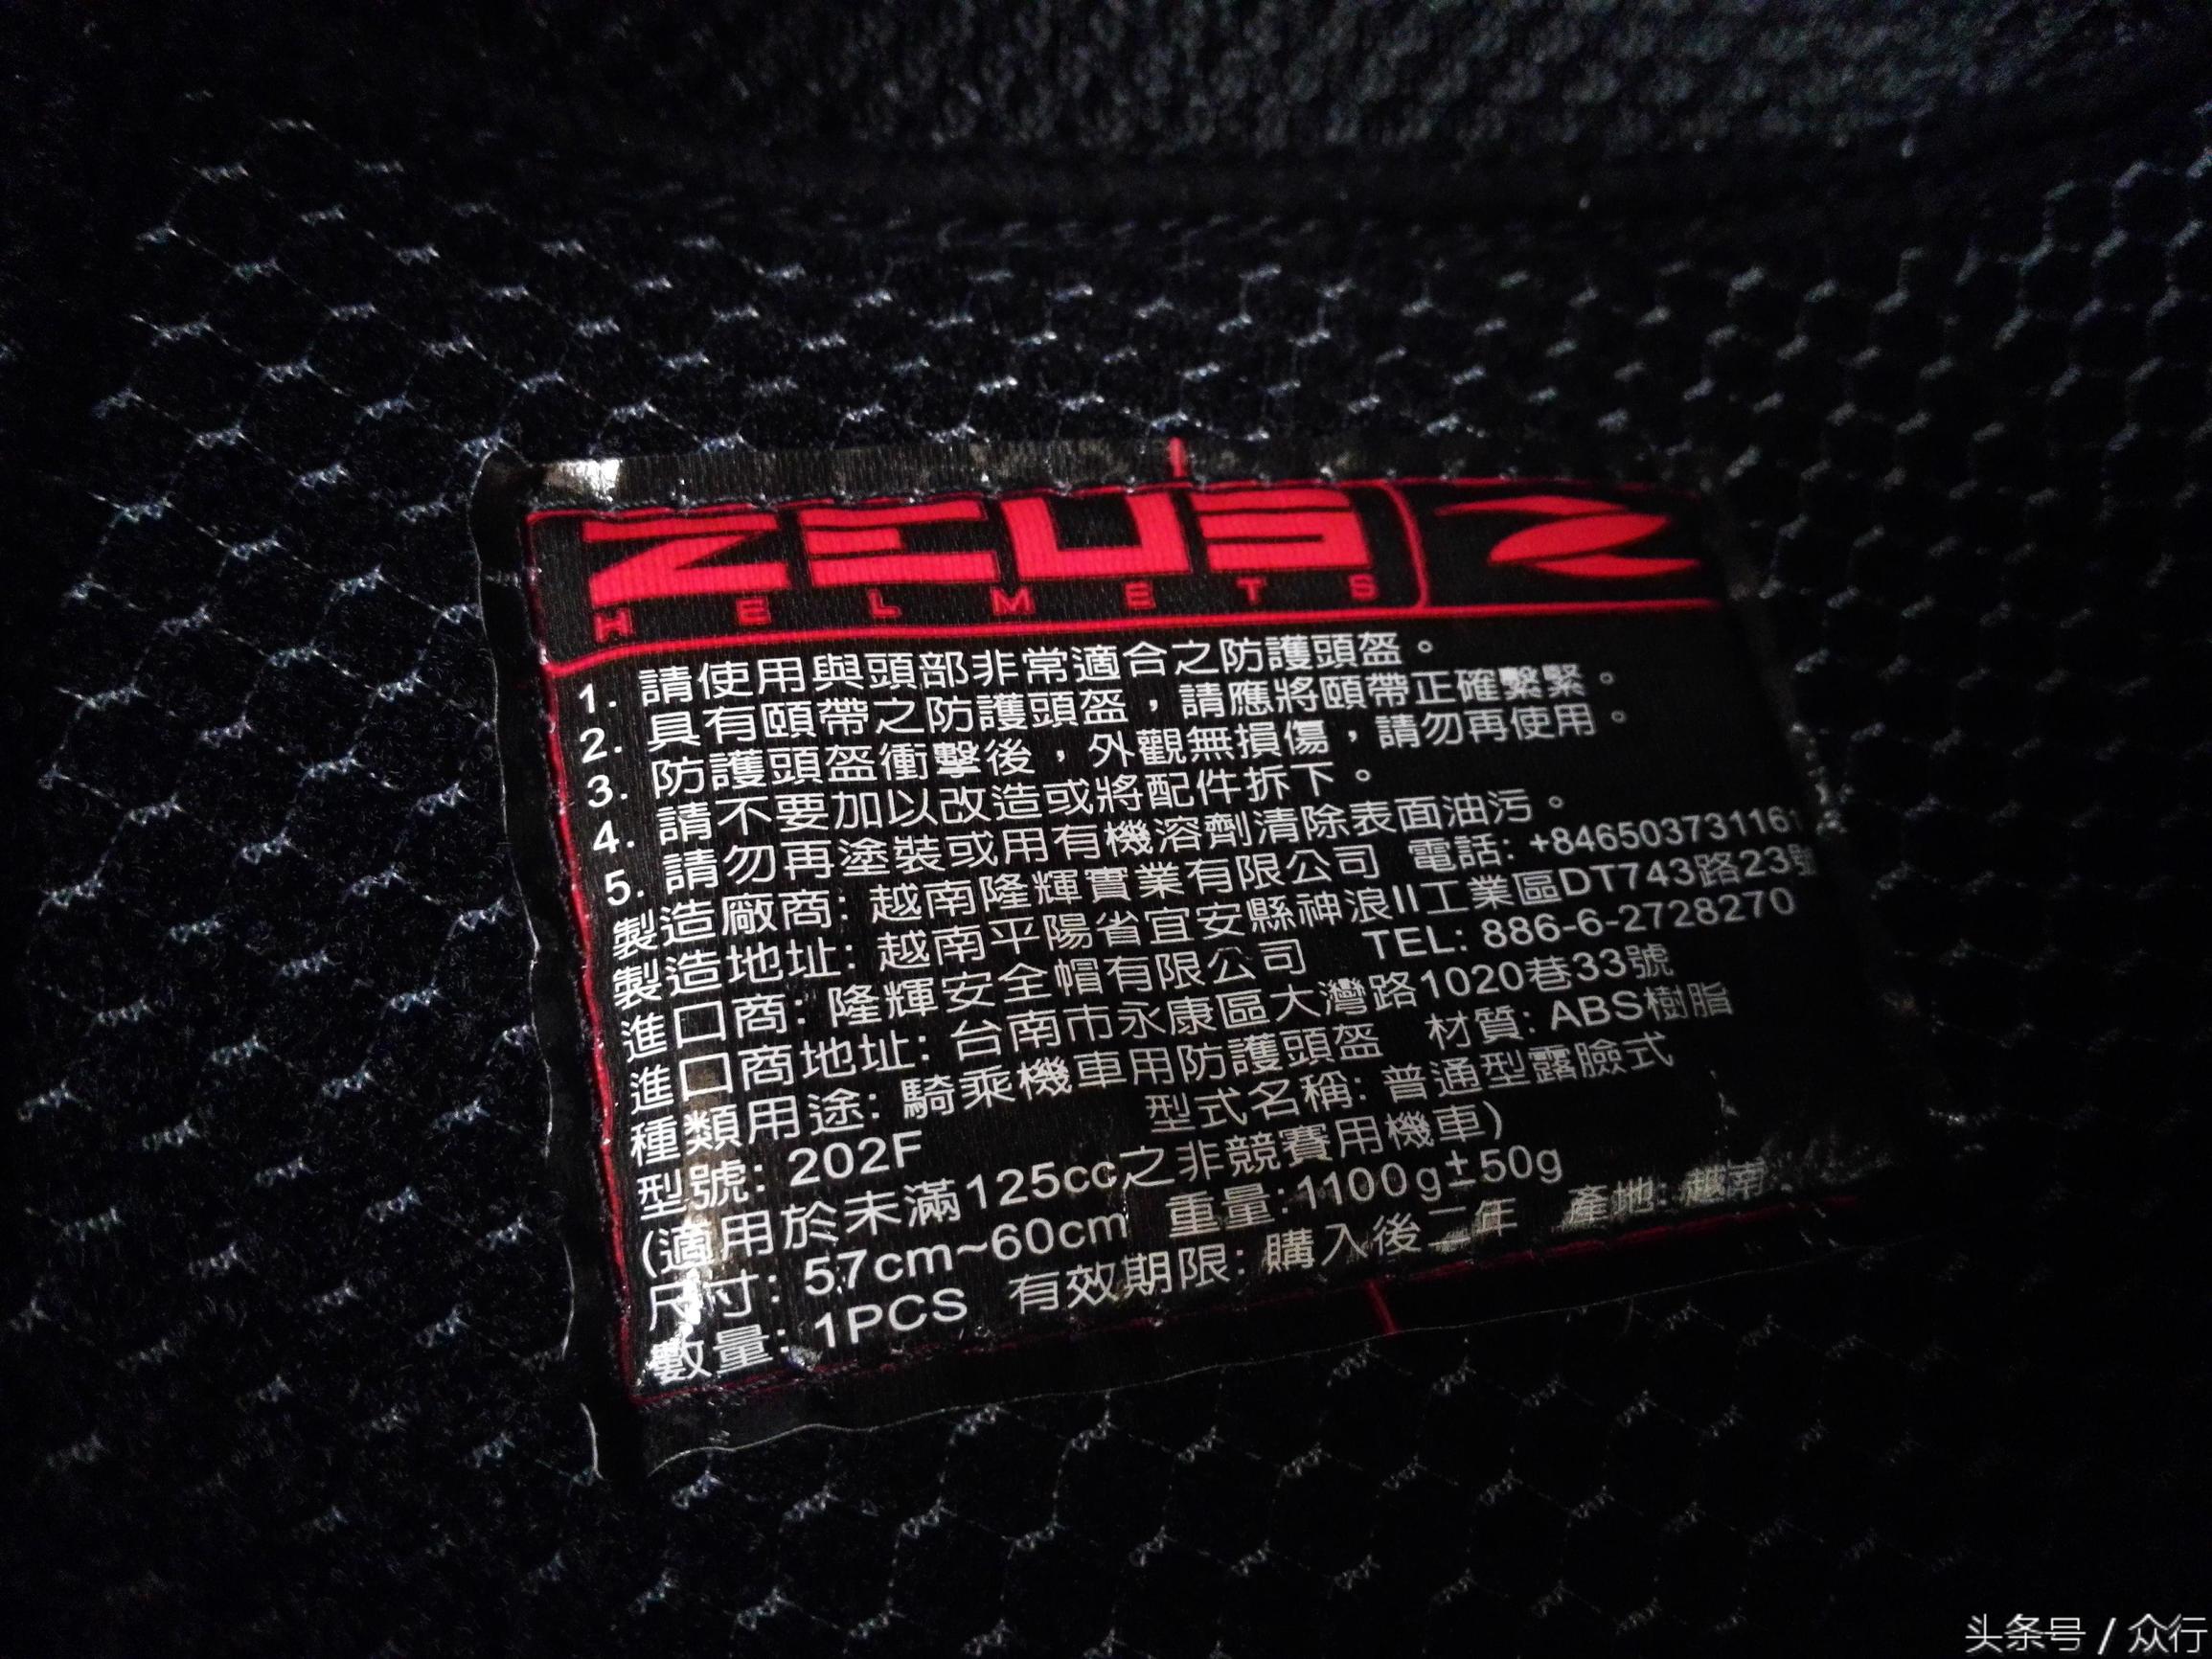 ZEUS
HELMETS
1. 請使用與頭部非常適合之防護頭盔。
2. 具有頤帶之防護頭盔，請應將頤帶正確繫緊。
3. 防護頭盔衝擊後，外觀無損傷，請勿再使用。
4. 請不要加以改造或將配件拆下。
5. 請勿再塗裝或用有機溶劑清除表面油污。
製造廠商: 越南隆輝實業有限公司 電話: +846503731161
製造地址: 越南平陽省宜安縣神浪II工業區DT743路23號
進口商: 隆輝安全帽有限公司 TEL: 886-6-2728270
進口商地址: 台南市永康區大灣路1020巷33號
種類用途: 騎乘機車用防護頭盔 材質: ABS樹脂
型號: 202F 型式名稱: 普通型露臉式
(適用於未滿125cc之非競賽用機車)
尺寸: 57cm~60cm 重量:1100g±50g
數量: 1PCS 有效期限: 購入後二年 產地: 越南
头条号 / 众行